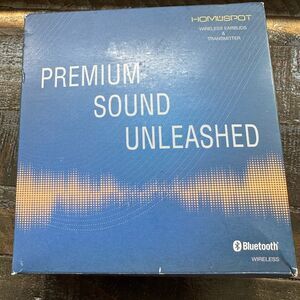 HOMESPOT
WIRELESS EARBUDS
&
TRANSMITTER
PREMIUM
SOUND
UNLEASHED
Bluetooth
WIRELESS